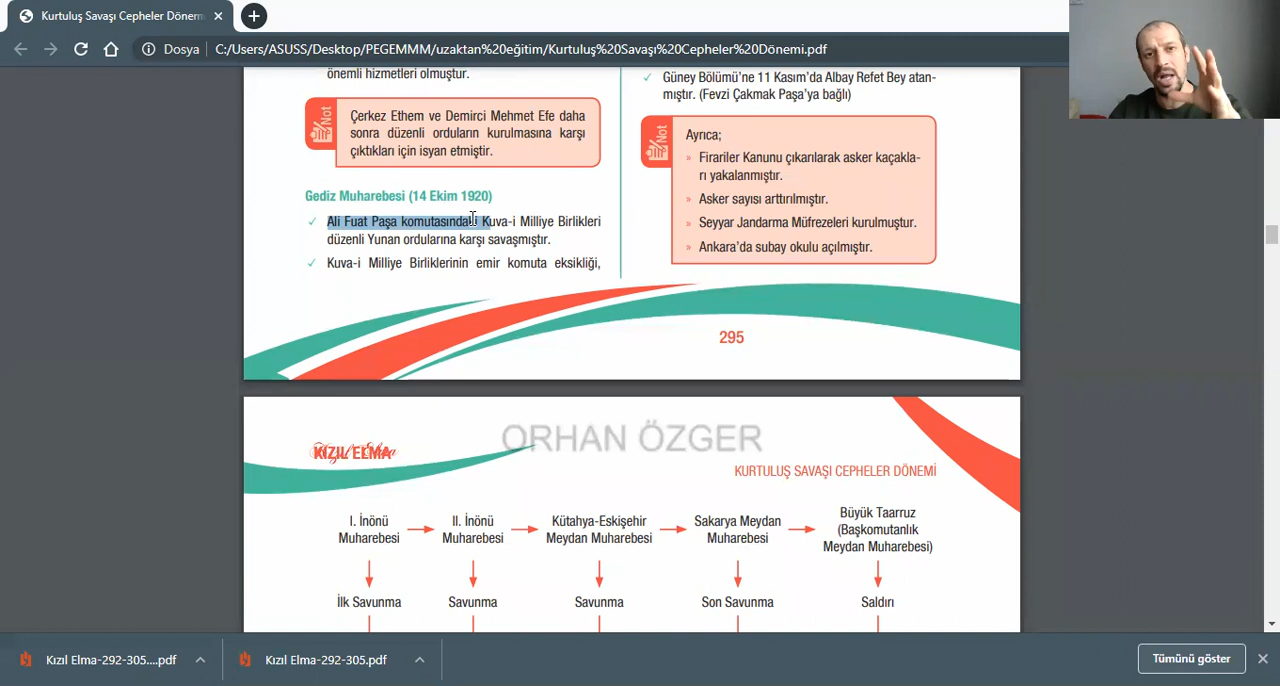 Kurtuluş Savaşı Cepheler Dönem
Dosya
C:/Users/ASUSS/Desktop/PEGEMMM/uzaktan%20eğitim/Kurtuluş%20Savaşı%20Cepheler%20Dönemi.pdf
önemli hizmetleri olmuştur.
Not
Çerkez Ethem ve Demirci Mehmet Efe daha
sonra düzenli orduların kurulmasına karşı
çıktıkları için isyan etmiştir.
Gediz Muharebesi (14 Ekim 1920)
✓ Ali Fuat Paşa komutasındaki Kuva-i Milliye Birlikleri
düzenli Yunan ordularına karşı savaşmıştır.
✓ Kuva-i Milliye Birliklerinin emir komuta eksikliği,
✓ Güney Bölümü'ne 11 Kasım'da Albay Refet Bey atan-
mıştır. (Fevzi Çakmak Paşa'ya bağlı)
Not
Ayrıca;
» Firariler Kanunu çıkarılarak asker kaçakla-
rı yakalanmıştır.
» Asker sayısı arttırılmıştır.
» Seyyar Jandarma Müfrezeleri kurulmuştur.
» Ankara'da subay okulu açılmıştır.
295
KIZIL ELMA
ORHAN ÖZGER
KURTULUŞ SAVAŞI CEPHELER DÖNEMİ
I. İnönü
Muharebesi
II. İnönü
Muharebesi
Kütahya-Eskişehir
Meydan Muharebesi
Sakarya Meydan
Muharebesi
Büyük Taarruz
(Başkomutanlık
Meydan Muharebesi)
İlk Savunma
Savunma
Savunma
Son Savunma
Saldırı
Kızıl Elma-292-305....pdf
Kızıl Elma-292-305.pdf
Tümünü göster